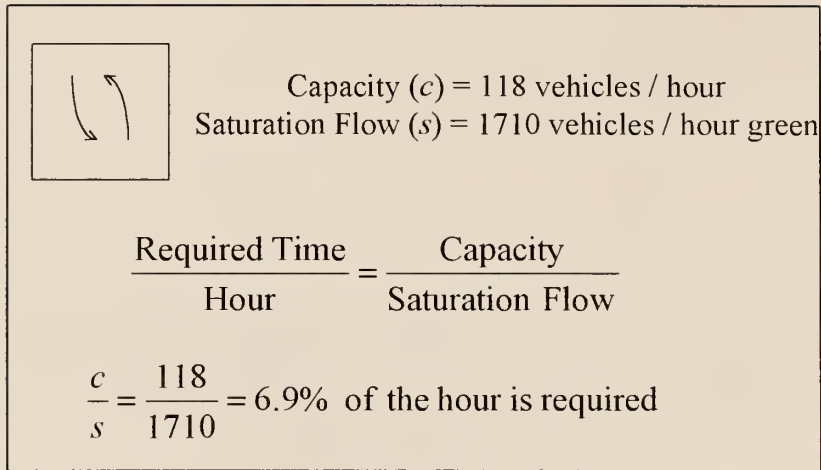 Capacity (c) = 118 vehicles / hour
Saturation Flow (s) = 1710 vehicles / hour green
Required Time / Hour = Capacity / Saturation Flow
c / s = 118 / 1710 = 6.9% of the hour is required